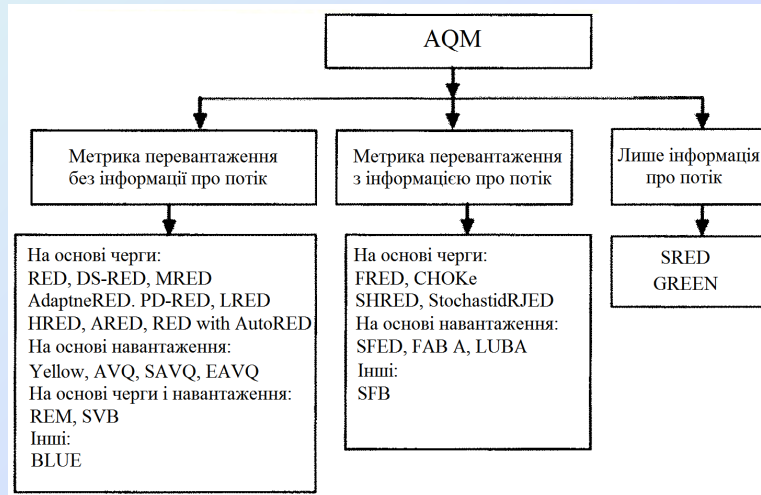 AQM
Метрика перевантаження
без інформації про потік
Метрика перевантаження
з інформацією про потік
Лише інформація
про потік
На основі черги:
RED, DS-RED, MRED
AdaptneRED. PD-RED, LRED
HRED, ARED, RED with AutoRED
На основі навантаження:
Yellow, AVQ, SAVQ, EAVQ
На основі черги і навантаження:
REM, SVB
Інші:
BLUE
На основі черги:
FRED, CHOKe
SHRED, StochastidRJED
На основі навантаження:
SFED, FAB A, LUBA
Інші:
SFB
SRED
GREEN